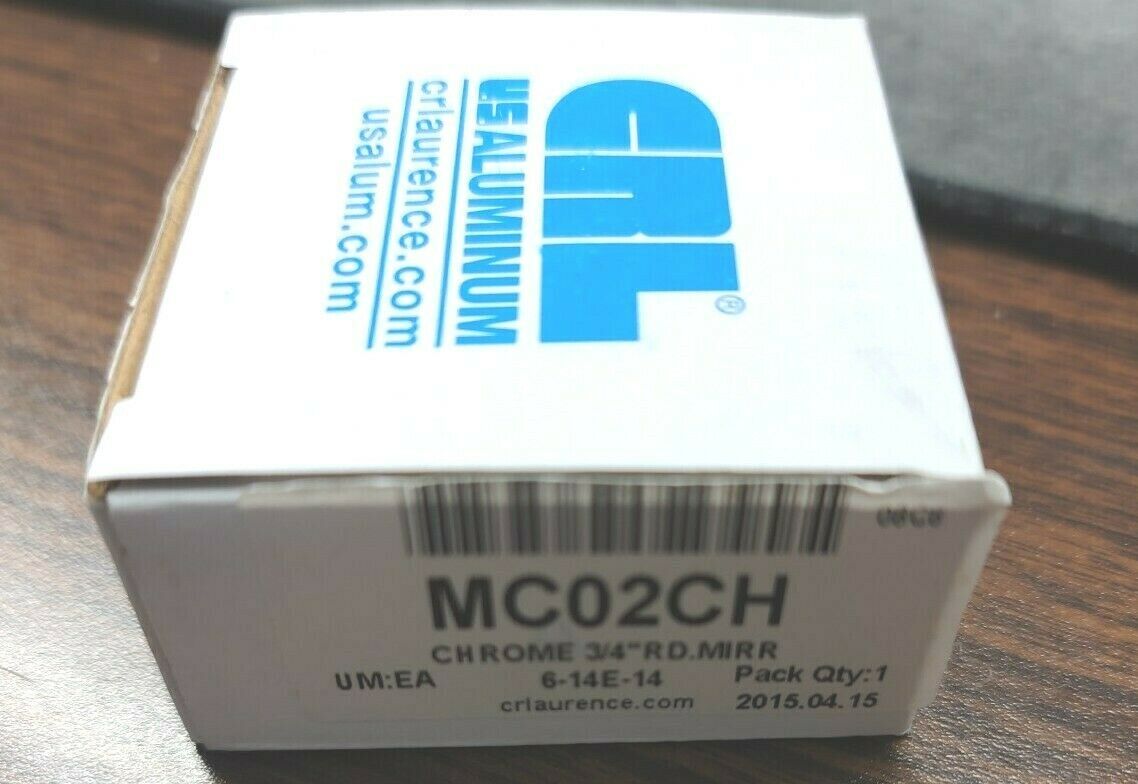 CRL®
U.S.ALUMINUM
crlaurence.com
usalum.com
MC02CH
CHROME 3/4"RD.MIRR
UM:EA 6-14E-14 Pack Qty:1
crlaurence.com 2015.04.15